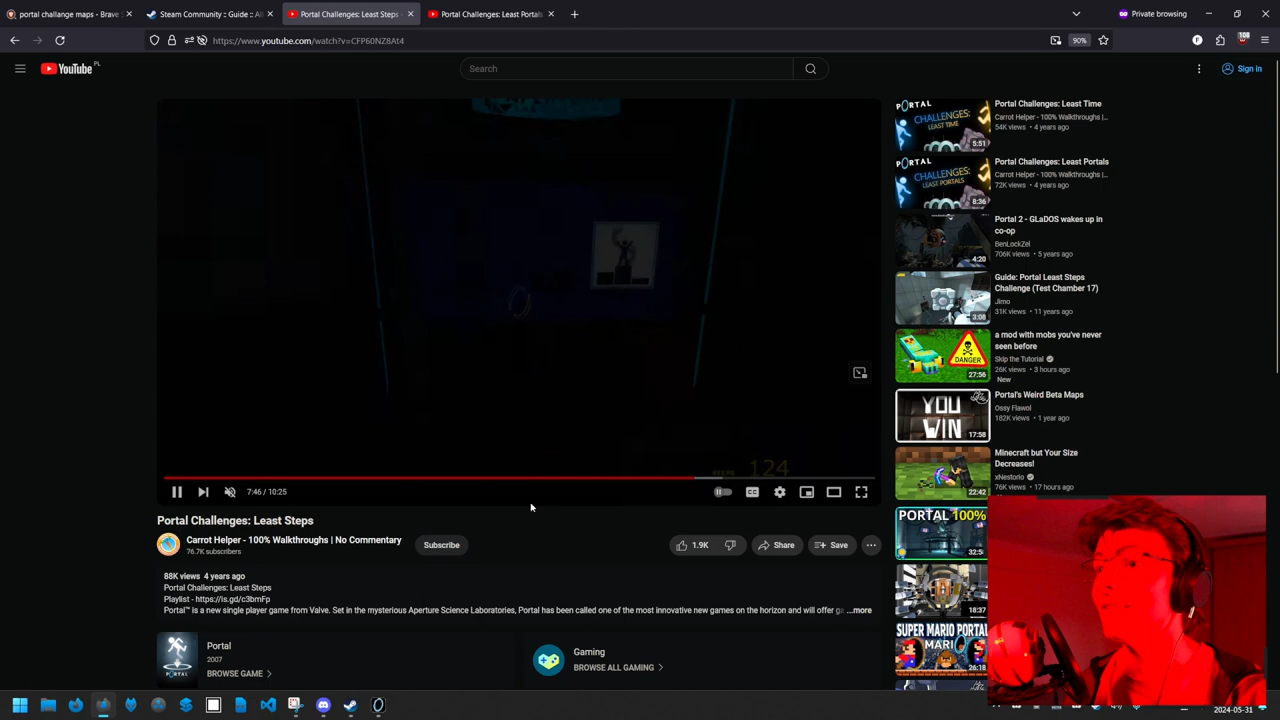 portal challange maps - Brave S
Steam Community :: Guide :: All
Portal Challenges: Least Steps -
Portal Challenges: Least Portals
Private browsing
https://www.youtube.com/watch?v=CFP60NZ8At4
90%
108
YouTube PL
Search
Sign in
PORTAL
CHALLENGES:
LEAST TIME
5:51
Portal Challenges: Least Time
Carrot Helper - 100% Walkthroughs |...
54K views • 4 years ago
PORTAL
CHALLENGES:
LEAST PORTALS
8:36
Portal Challenges: Least Portals
Carrot Helper - 100% Walkthroughs |...
72K views • 4 years ago
4:20
Portal 2 - GLaDOS wakes up in
co-op
BenLockZel
706K views • 5 years ago
3:08
Guide: Portal Least Steps
Challenge (Test Chamber 17)
Jimo
31K views • 11 years ago
DANGER
27:56
a mod with mobs you've never
seen before
Skip the Tutorial
26K views • 3 hours ago
New
YOU
WIN
17:58
Portal's Weird Beta Maps
Ossy Flawol
182K views • 1 year ago
22:42
Minecraft but Your Size
Decreases!
xNestorio
76K views • 17 hours ago
PORTAL 100%
32:5
18:37
SUPER MARIO PORTAL
MARI
26:18
STEPS 124
7:46 / 10:25
CC
Portal Challenges: Least Steps
Carrot Helper - 100% Walkthroughs | No Commentary
76.7K subscribers
Subscribe
1.9K
Share
Save
88K views 4 years ago
Portal Challenges: Least Steps
Playlist - https://is.gd/c3bmFp
Portal™ is a new single player game from Valve. Set in the mysterious Aperture Science Laboratories, Portal has been called one of the most innovative new games on the horizon and will offer ga ...more
PORTAL
Portal
2007
BROWSE GAME
Gaming
BROWSE ALL GAMING
2024-05-31